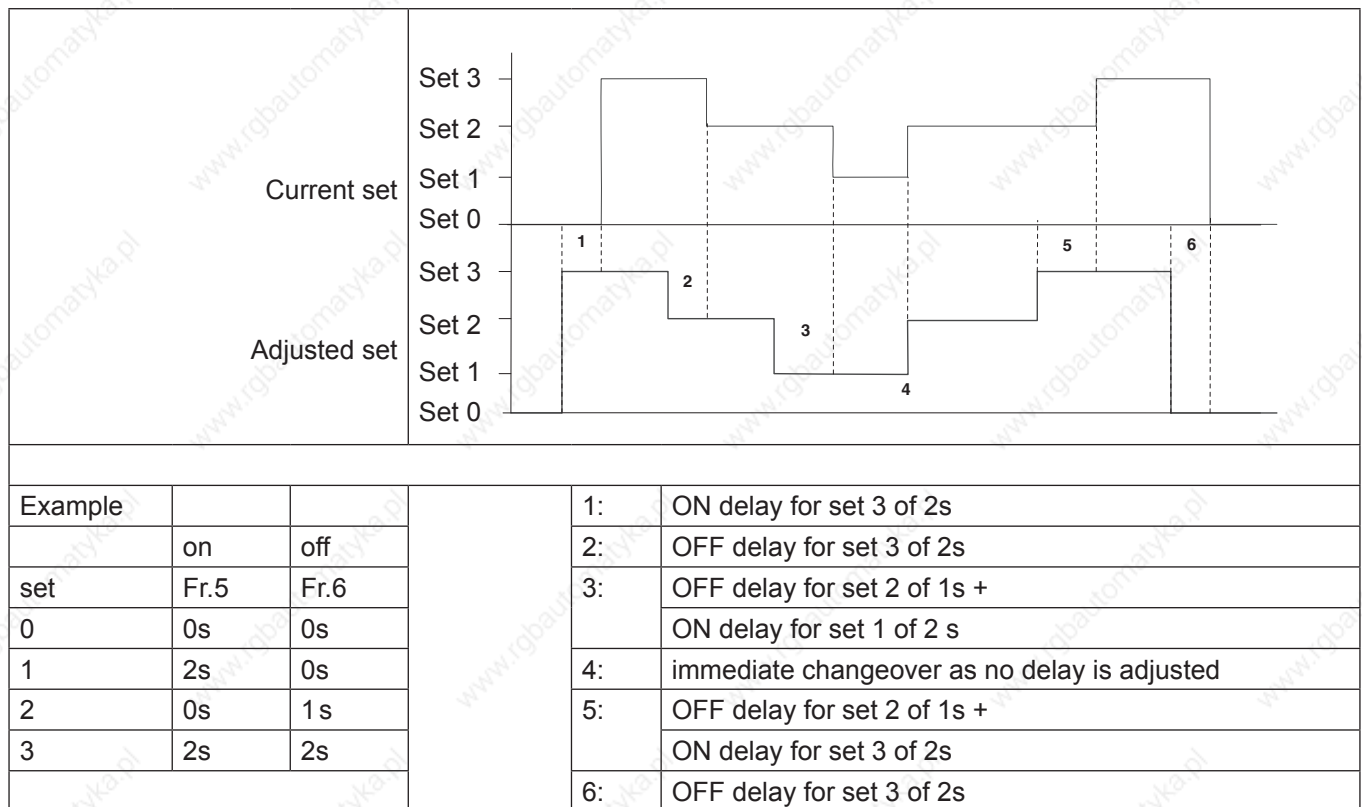 Set 3
Set 2
Current set
Set 1
Set 0
1
5
6
Set 3
2
Set 2
3
Adjusted set
Set 1
4
Set 0
Example
1: ON delay for set 3 of 2s
on off
2: OFF delay for set 3 of 2s
set Fr.5 Fr.6
3: OFF delay for set 2 of 1s +
0 0s 0s
ON delay for set 1 of 2 s
1 2s 0s
4: immediate changeover as no delay is adjusted
2 0s 1s
5: OFF delay for set 2 of 1s +
3 2s 2s
ON delay for set 3 of 2s
6: OFF delay for set 3 of 2s
www.rgbautomatyka.pl